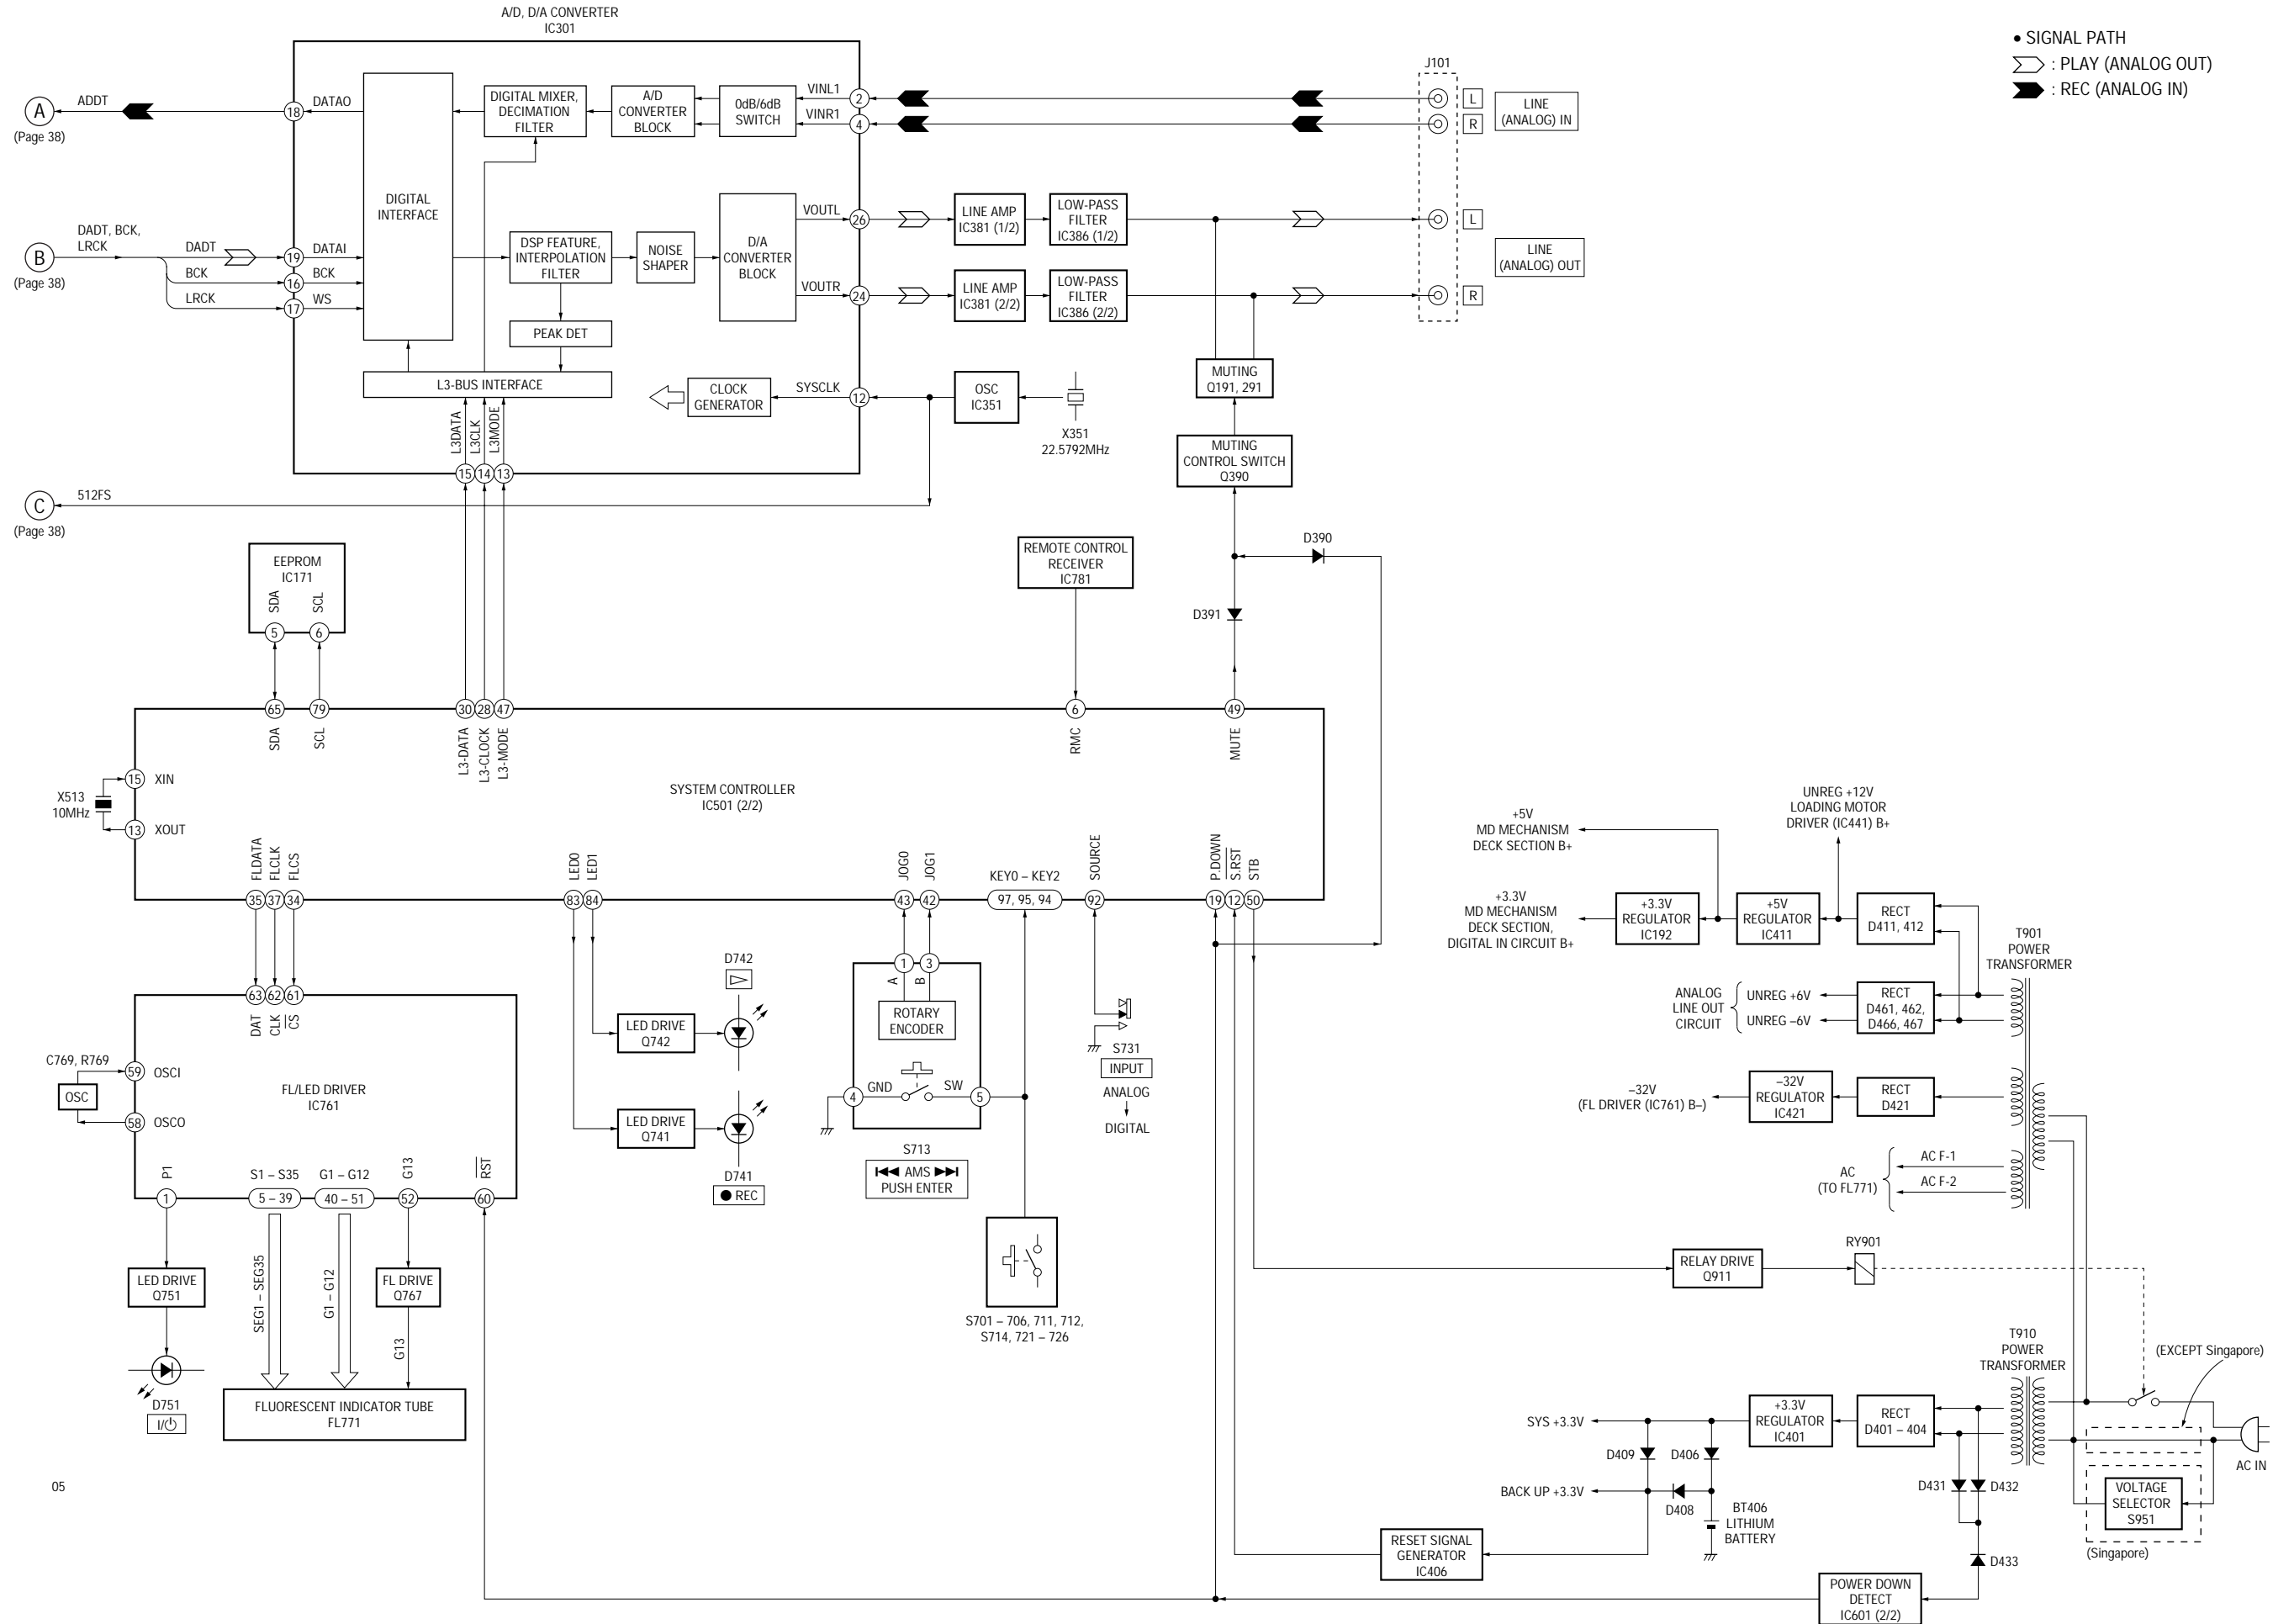 A/D, D/A CONVERTER
IC301
• SIGNAL PATH
: PLAY (ANALOG OUT)
: REC (ANALOG IN)
J101
A
(Page 38)
ADDT
18
DATAO
DIGITAL
INTERFACE
DIGITAL MIXER,
DECIMATION
FILTER
A/D
CONVERTER
BLOCK
0dB/6dB
SWITCH
VINL1
2
VINR1
4
L
R
LINE
(ANALOG) IN
B
(Page 38)
DADT, BCK,
LRCK
DADT
19
DATAI
BCK
16
BCK
LRCK
17
WS
DSP FEATURE,
INTERPOLATION
FILTER
NOISE
SHAPER
D/A
CONVERTER
BLOCK
VOUTL
26
VOUTR
24
LINE AMP
IC381 (1/2)
LOW-PASS
FILTER
IC386 (1/2)
LINE AMP
IC381 (2/2)
LOW-PASS
FILTER
IC386 (2/2)
L
LINE
(ANALOG) OUT
R
PEAK DET
L3-BUS INTERFACE
CLOCK
GENERATOR
SYSCLK
12
OSC
IC351
X351
22.5792MHz
MUTING
Q191, 291
MUTING
CONTROL SWITCH
Q390
L3DATA
L3CLK
L3MODE
15
14
13
C
(Page 38)
512FS
EEPROM
IC171
SDA
SCL
5
6
REMOTE CONTROL
RECEIVER
IC781
D390
D391
65
79
30
28
47
6
49
SDA
SCL
L3-DATA
L3-CLOCK
L3-MODE
RMC
MUTE
X513
10MHz
15
XIN
13
XOUT
SYSTEM CONTROLLER
IC501 (2/2)
FLDATA
FLCLK
FLCS
LED0
LED1
JOG0
JOG1
KEY0 – KEY2
SOURCE
P.DOWN
S.RST
STB
35
37
34
83
84
43
42
97, 95, 94
92
19
12
50
+5V
MD MECHANISM
DECK SECTION B+
UNREG +12V
LOADING MOTOR
DRIVER (IC441) B+
+3.3V
MD MECHANISM
DECK SECTION,
DIGITAL IN CIRCUIT B+
+3.3V
REGULATOR
IC192
+5V
REGULATOR
IC411
RECT
D411, 412
T901
POWER
TRANSFORMER
ANALOG
LINE OUT
CIRCUIT
UNREG +6V
UNREG –6V
RECT
D461, 462,
D466, 467
–32V
(FL DRIVER (IC761) B–)
–32V
REGULATOR
IC421
RECT
D421
AC
(TO FL771)
AC F-1
AC F-2
63
62
61
DAT
CLK
CS
C769, R769
OSC
59
OSCI
58
OSCO
FL/LED DRIVER
IC761
P1
S1 – S35
G1 – G12
G13
RST
1
5 – 39
40 – 51
52
60
D742
LED DRIVE
Q742
LED DRIVE
Q741
D741
● REC
1
3
A
B
ROTARY
ENCODER
4
GND
SW
5
S713
AMS
PUSH ENTER
S731
INPUT
ANALOG
DIGITAL
S701 – 706, 711, 712,
S714, 721 – 726
LED DRIVE
Q751
SEG1 – SEG35
G1 – G12
FL DRIVE
Q767
G13
D751
I/⏻
FLUORESCENT INDICATOR TUBE
FL771
RELAY DRIVE
Q911
RY901
T910
POWER
TRANSFORMER
(EXCEPT Singapore)
SYS +3.3V
+3.3V
REGULATOR
IC401
RECT
D401 – 404
AC IN
D409
D406
BACK UP +3.3V
D408
BT406
LITHIUM
BATTERY
D431
D432
VOLTAGE
SELECTOR
S951
(Singapore)
RESET SIGNAL
GENERATOR
IC406
D433
POWER DOWN
DETECT
IC601 (2/2)
05